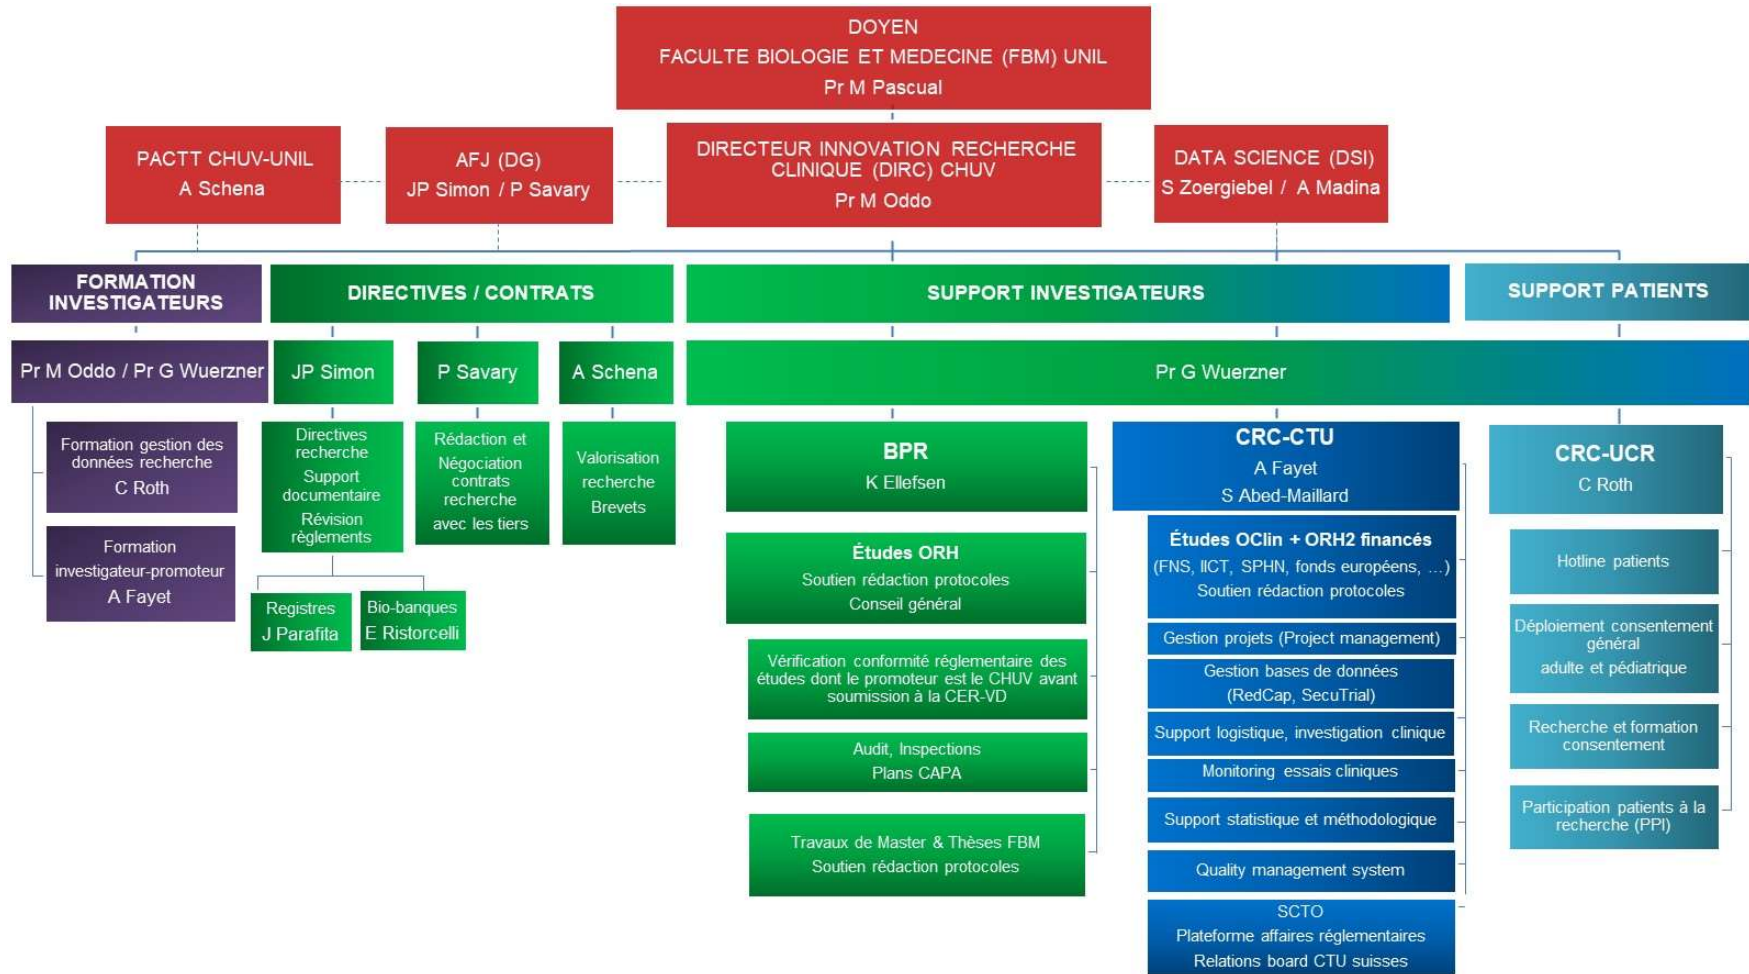 DOYEN
FACULTE BIOLOGIE ET MEDECINE (FBM) UNIL
Pr M Pascual
PACTT CHUV-UNIL
A Schena
AFJ (DG)
JP Simon / P Savary
DIRECTEUR INNOVATION RECHERCHE
CLINIQUE (DIRC) CHUV
Pr M Oddo
DATA SCIENCE (DSI)
S Zoergiebel / A Madina
FORMATION
INVESTIGATEURS
DIRECTIVES / CONTRATS
SUPPORT INVESTIGATEURS
SUPPORT PATIENTS
Pr M Oddo / Pr G Wuerzner
JP Simon
P Savary
A Schena
Pr G Wuerzner
Formation gestion des
données recherche
C Roth
Formation
investigateur-promoteur
A Fayet
Directives
recherche
Support
documentaire
Révision
règlements
Registres
J Parafita
Bio-banques
E Ristorcelli
Rédaction et
Négociation
contrats
recherche
avec les tiers
Valorisation
recherche
Brevets
BPR
K Ellefsen
Études ORH
Soutien rédaction protocoles
Conseil général
Vérification conformité réglementaire des
études dont le promoteur est le CHUV avant
soumission à la CER-VD
Audit, Inspections
Plans CAPA
Travaux de Master & Thèses FBM
Soutien rédaction protocoles
CRC-CTU
A Fayet
S Abed-Maillard
Études OClin + ORH2 financés
(FNS, IICT, SPHN, fonds européens, …)
Soutien rédaction protocoles
Gestion projets (Project management)
Gestion bases de données
(RedCap, SecuTrial)
Support logistique, investigation clinique
Monitoring essais cliniques
Support statistique et méthodologique
Quality management system
SCTO
Plateforme affaires réglementaires
Relations board CTU suisses
CRC-UCR
C Roth
Hotline patients
Déploiement consentement
général
adulte et pédiatrique
Recherche et formation
consentement
Participation patients à la
recherche (PPI)